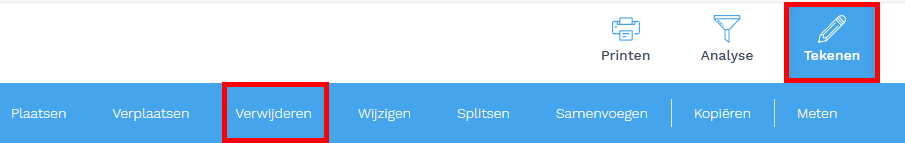 Printen Analyse Tekenen
Plaatsen Verplaatsen Verwijderen Wijzigen Splitsen Samenvoegen Kopiëren Meten